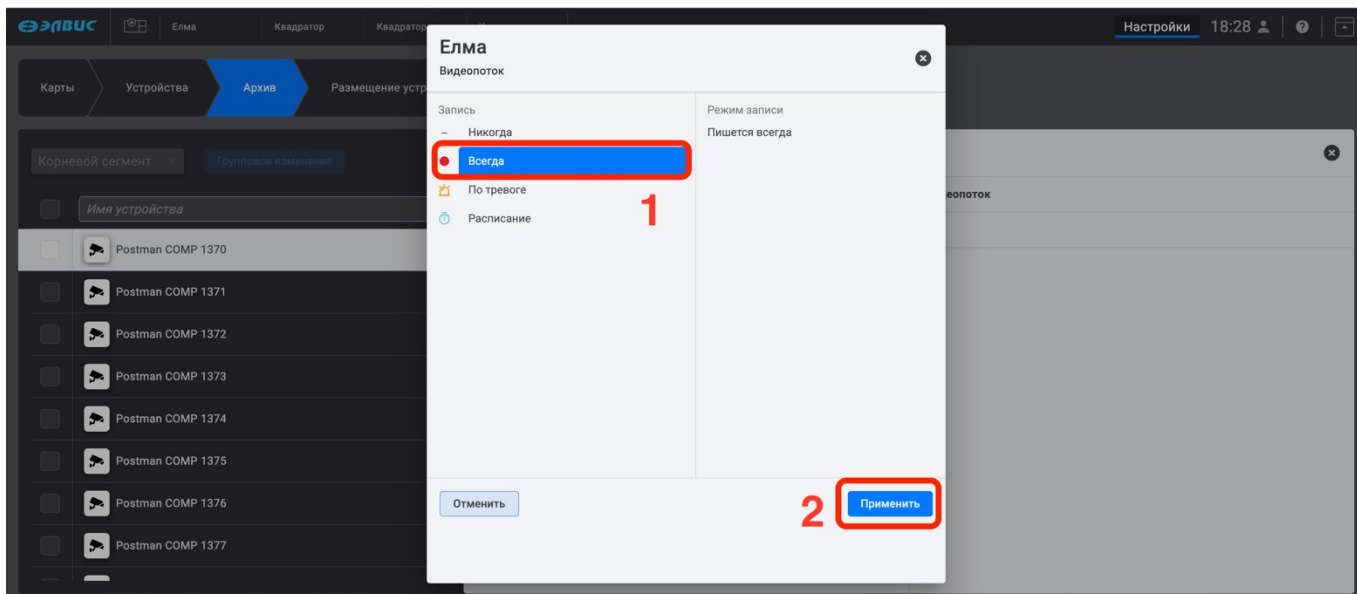 ЭЛВИС
Елма
Квадратор
Квадратор
Настройки
18:28
?
Карты
Устройства
Архив
Размещение устр
Корневой сегмент
Групповое изменение
Имя устройства
Postman COMP 1370
Postman COMP 1371
Postman COMP 1372
Postman COMP 1373
Postman COMP 1374
Postman COMP 1375
Postman COMP 1376
Postman COMP 1377
Елма
Видеопоток
Запись
– Никогда
Всегда
По тревоге
Расписание
1
Режим записи
Пишется всегда
Отменить
2
Применить
еопоток